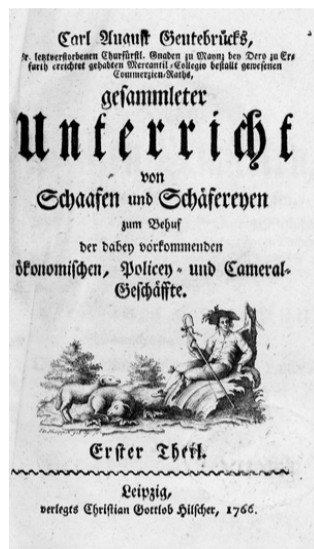 Carl August Geutebrücks,
Sr. letztverstorbenen Churfürstl. Gnaden zu Maynz bey Dero zu Er-
furth errichtet gehabten Mercantil-Collegio bestallt gewesenen
Commerzien-Raths,
gesammleter
Unterricht
von
Schaafen und Schäfereyen
zum Behuf
der dabey vorkommenden
ökonomischen, Policey- und Cameral-
Geschäffte.
Erster Theil.
Leipzig,
verlegts Christian Gottlob Hilscher, 1766.